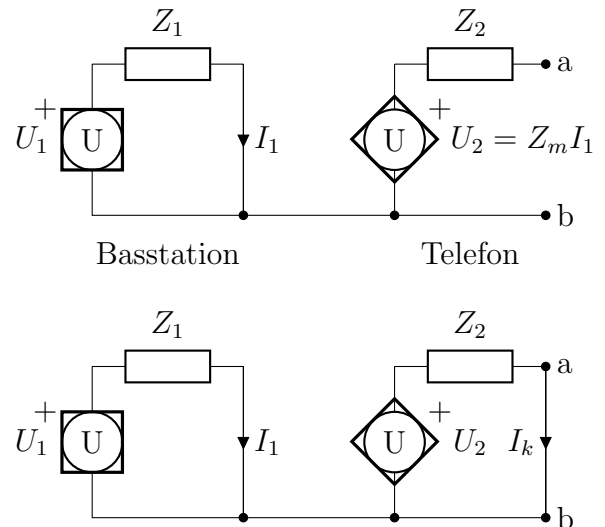 Z₁ Z₂
a
+ +
U₁ U I₁ U U₂ = ZₘI₁
b
Basstation Telefon
Z₁ Z₂
a
+ +
U₁ U I₁ U U₂ Iₖ
b